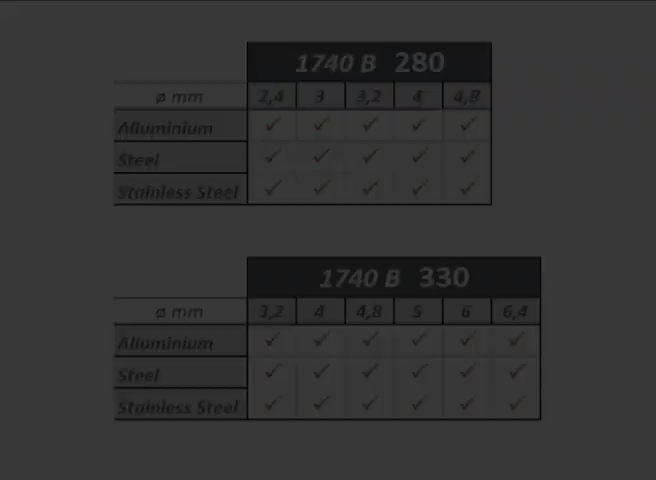 1740 B 280
ø mm 2,4 3 3,2 4 4,8
Alluminium ✓ ✓ ✓ ✓ ✓
Steel ✓ ✓ ✓ ✓ ✓
Stainless Steel ✓ ✓ ✓ ✓ ✓
1740 B 330
ø mm 3,2 4 4,8 5 6 6,4
Alluminium ✓ ✓ ✓ ✓ ✓ ✓
Steel ✓ ✓ ✓ ✓ ✓ ✓
Stainless Steel ✓ ✓ ✓ ✓ ✓ ✓